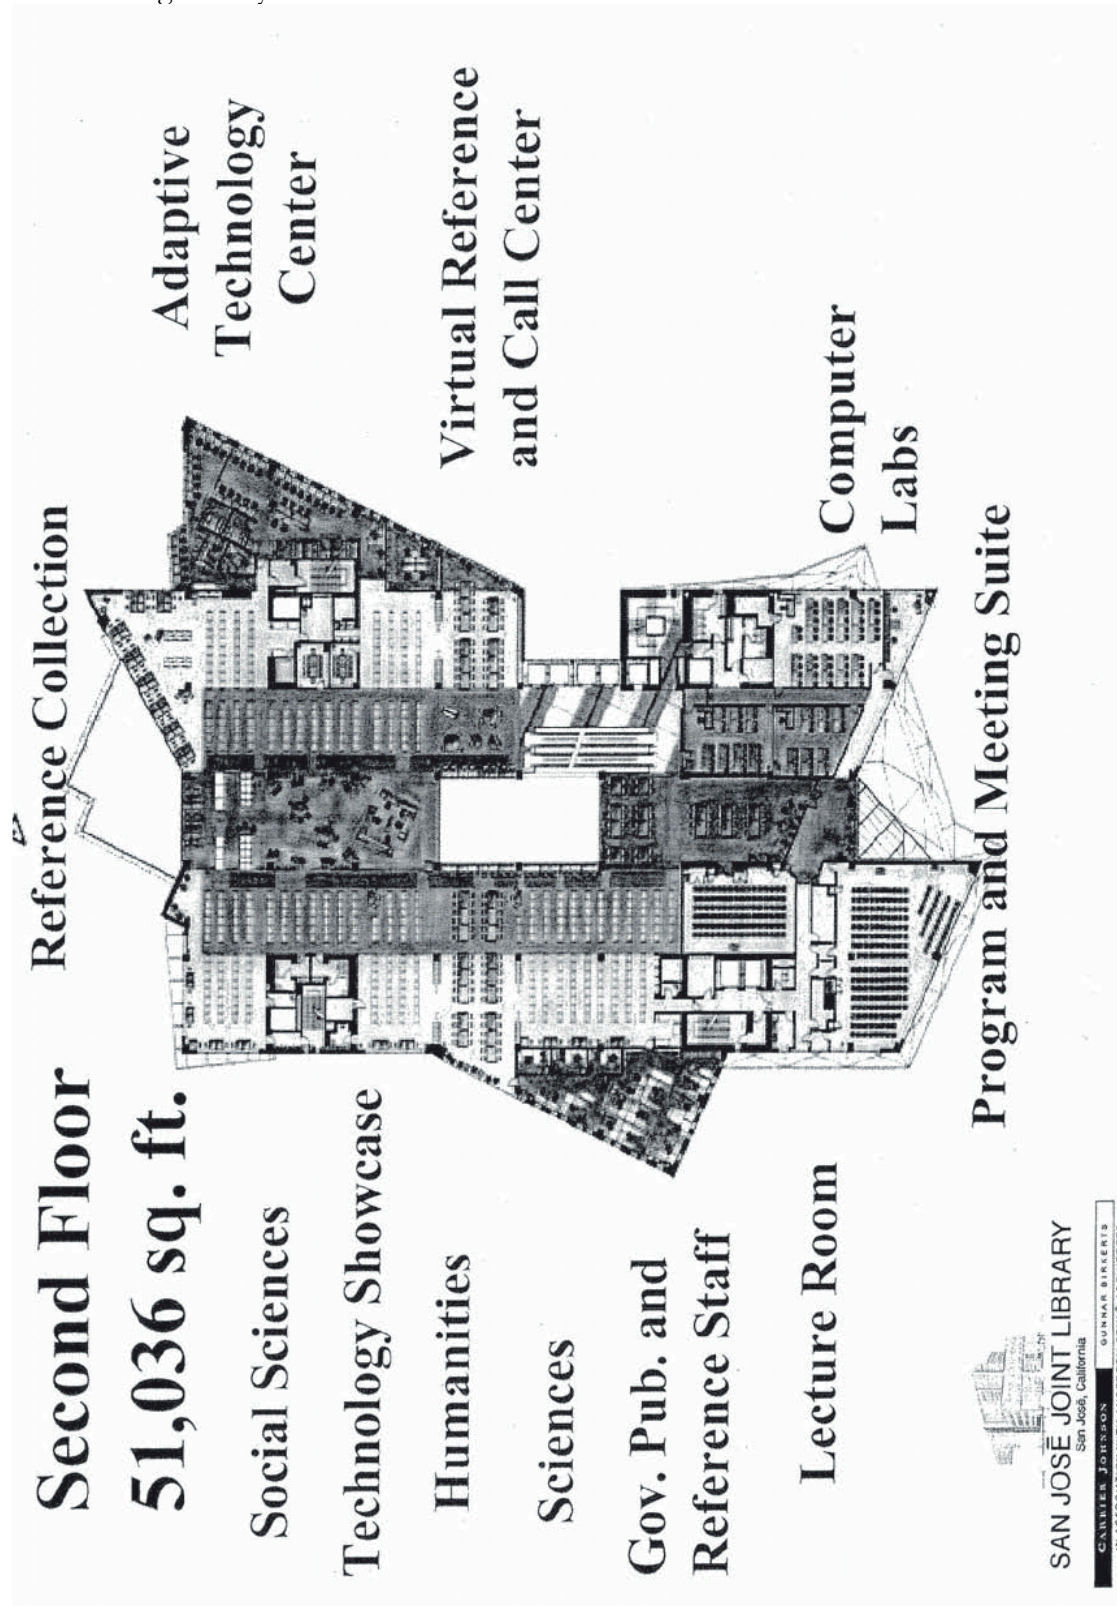 Second Floor
51,036 sq. ft.
Reference Collection
Adaptive
Technology
Center
Social Sciences
Technology Showcase
Humanities
Sciences
Gov. Pub. and
Reference Staff
Lecture Room
Virtual Reference
and Call Center
Computer
Labs
Program and Meeting Suite
SAN JOSÉ JOINT LIBRARY
San José, California
CARRIER JOHNSON
GUNNAR BIRKERTS